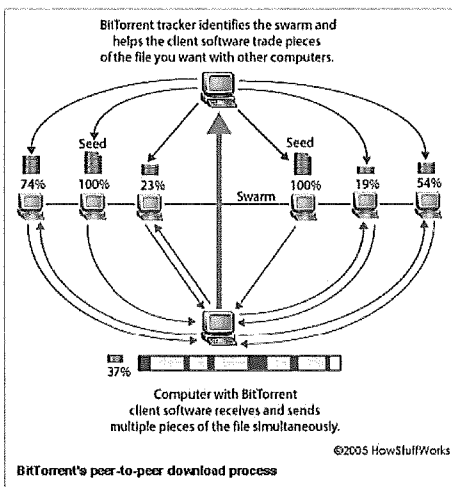 BitTorrent tracker identifies the swarm and
helps the client software trade pieces
of the file you want with other computers.
Seed
Seed
74%
100%
23%
100%
19%
54%
Swarm
37%
Computer with BitTorrent
client software receives and sends
multiple pieces of the file simultaneously.
©2005 HowStuffWorks
BitTorrent's peer-to-peer download process